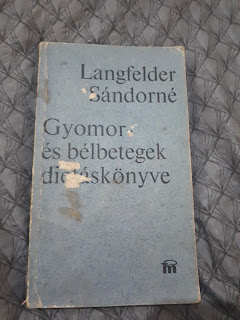 Langfelder
Sándorné
Gyomor-
és bélbetegek
diétáskönyve
m